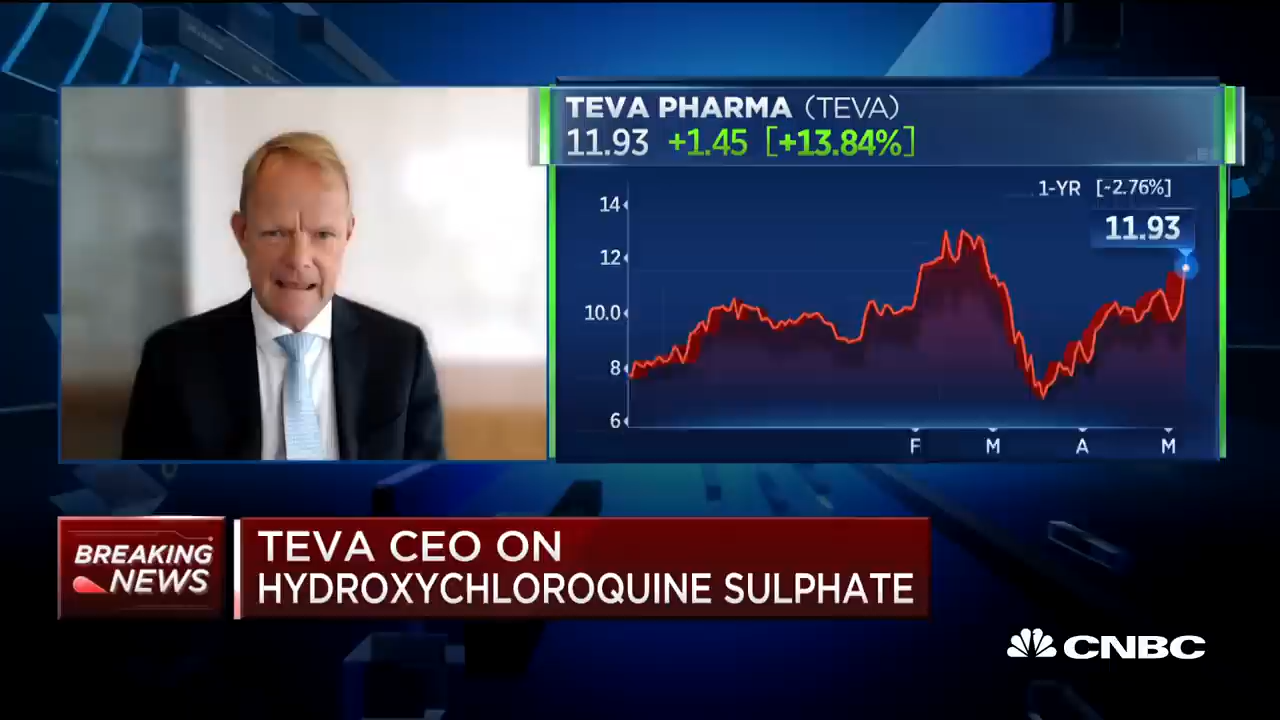 TEVA PHARMA (TEVA)
11.93 +1.45 [+13.84%]
1-YR [-2.76%]
11.93
14
12
10.0
8
6
F M A M
BREAKING
NEWS
TEVA CEO ON
HYDROXYCHLOROQUINE SULPHATE
CNBC